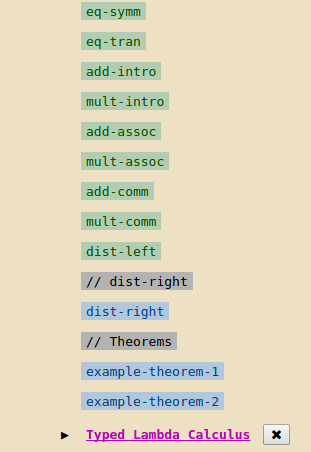 eq-symm
eq-tran
add-intro
mult-intro
add-assoc
mult-assoc
add-comm
mult-comm
dist-left
// dist-right
dist-right
// Theorems
example-theorem-1
example-theorem-2
► Typed Lambda Calculus ✖